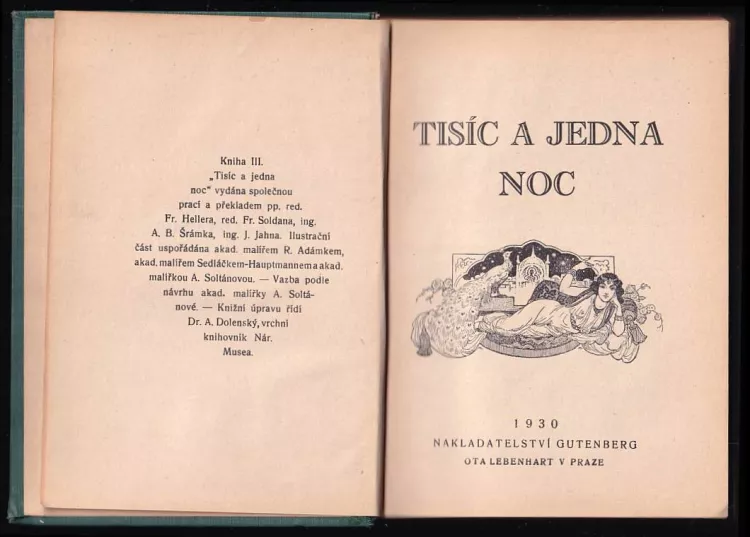 Kniha III.
„Tisíc a jedna
noc“ vydána společnou
prací a překladem pp. red.
Fr. Hellera, red. Fr. Soldana, ing.
A. B. Šrámka, ing. J. Jahna. Ilustrační
část uspořádána akad. malířem R. Adámkem,
akad. malířem Sedláčkem-Hauptmannem a akad.
malířkou A. Soltánovou. — Vazba podle
návrhu akad. malířky A. Soltá-
nové. — Knižní úpravu řídí
Dr. A. Dolenský, vrchní
knihovník Nár.
Musea.
TISÍC A JEDNA
NOC
1930
NAKLADATELSTVÍ GUTENBERG
OTA LEBENHART V PRAZE